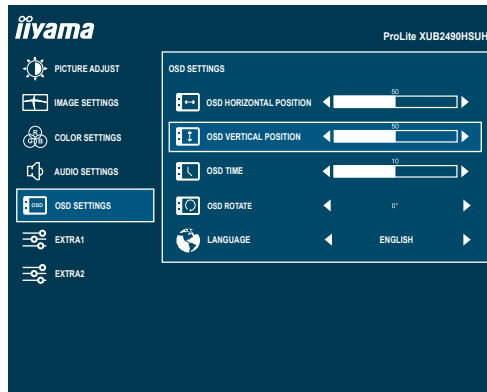 iiyama
ProLite XUB2490HSUH
PICTURE ADJUST
IMAGE SETTINGS
R
G B
COLOR SETTINGS
AUDIO SETTINGS
OSD
OSD SETTINGS
EXTRA1
EXTRA2
OSD SETTINGS
50
OSD HORIZONTAL POSITION
50
OSD VERTICAL POSITION
10
OSD TIME
OSD ROTATE 0°
LANGUAGE ENGLISH